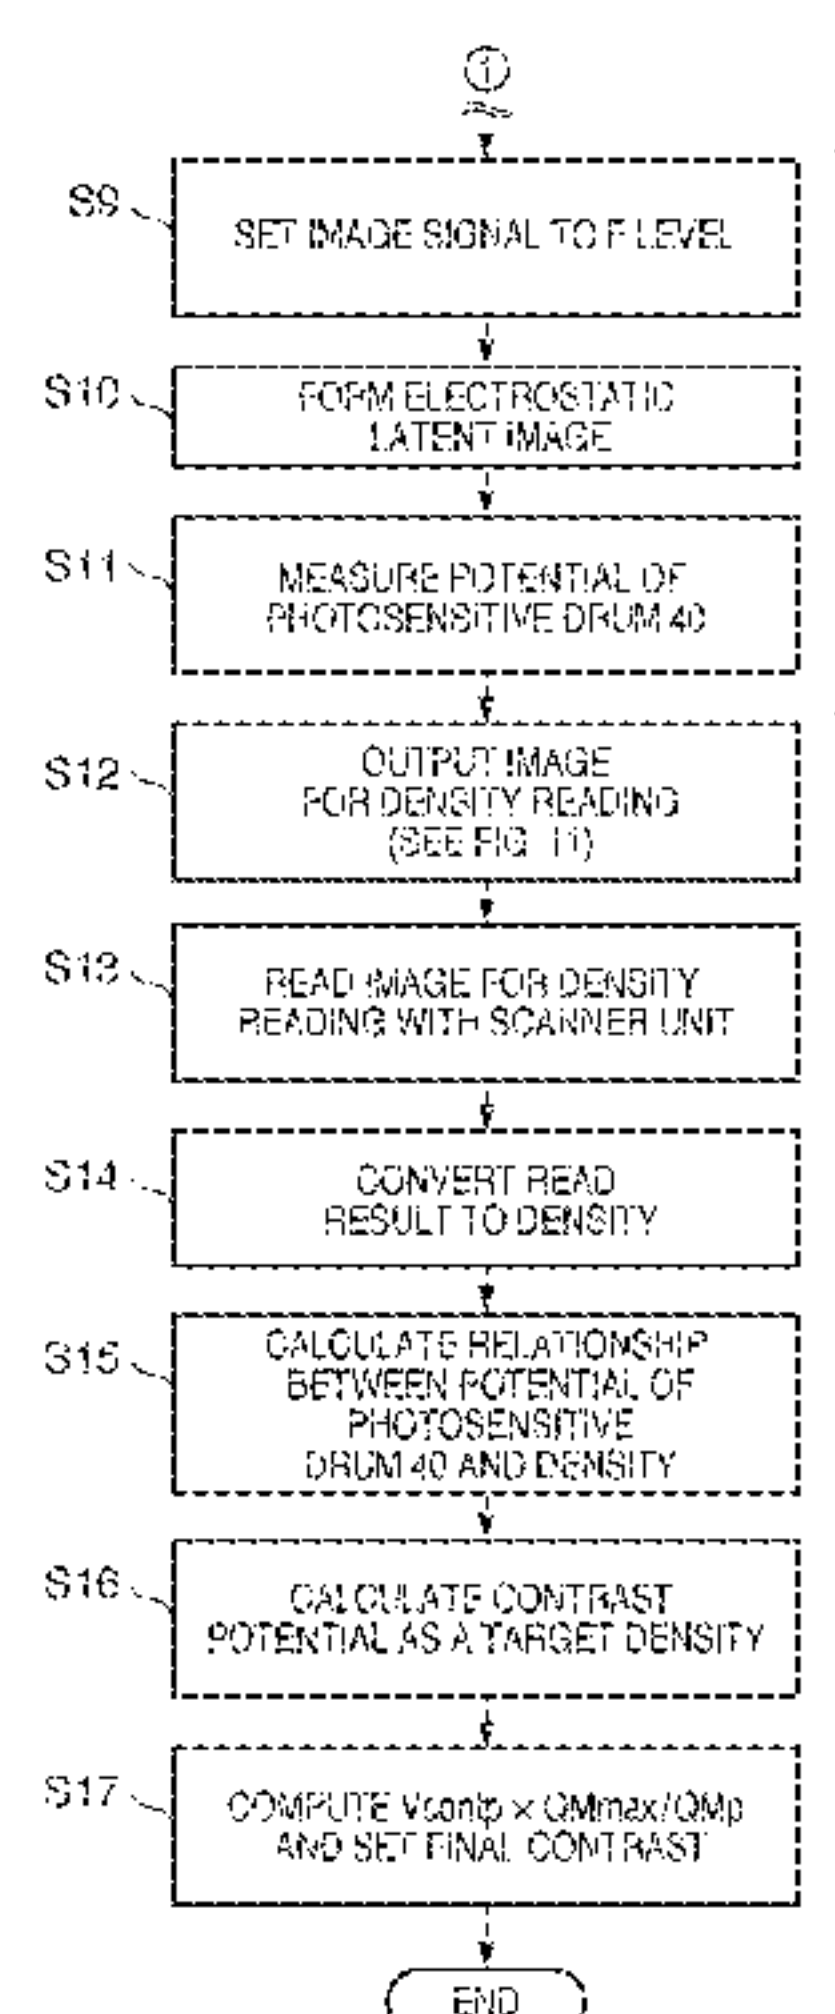 1
S9
SET IMAGE SIGNAL TO F LEVEL
S10
FORM ELECTROSTATIC
LATENT IMAGE
S11
MEASURE POTENTIAL OF
PHOTOSENSITIVE DRUM 40
S12
OUTPUT IMAGE
FOR DENSITY READING
(SEE FIG. 11)
S13
READ IMAGE FOR DENSITY
READING WITH SCANNER UNIT
S14
CONVERT READ
RESULT TO DENSITY
S15
CALCULATE RELATIONSHIP
BETWEEN POTENTIAL OF
PHOTOSENSITIVE
DRUM 40 AND DENSITY
S16
CALCULATE CONTRAST
POTENTIAL AS A TARGET DENSITY
S17
COMPUTE Vcontp × QMmax/QMp
AND SET FINAL CONTRAST
END